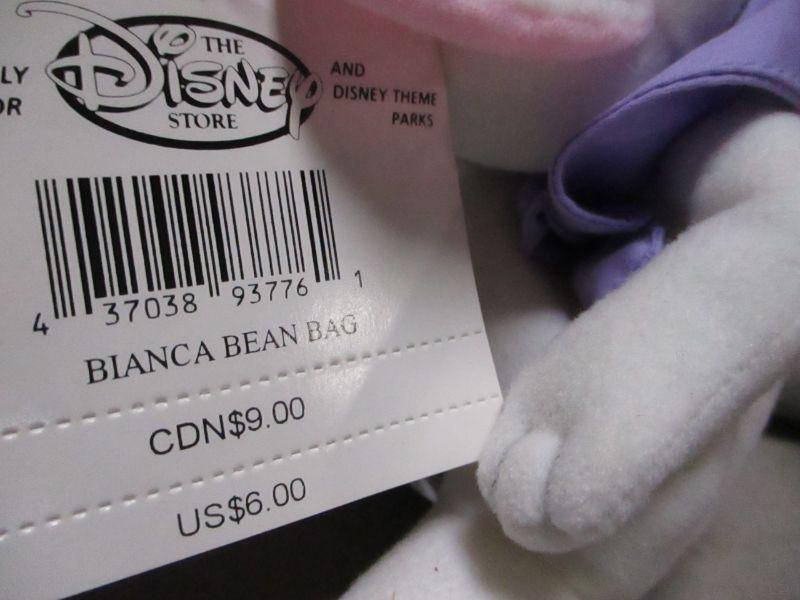 LY
OR
THE
DISNEY
STORE
AND
DISNEY THEME
PARKS
4 37038 93776 1
BIANCA BEAN BAG
CDN$9.00
US$6.00